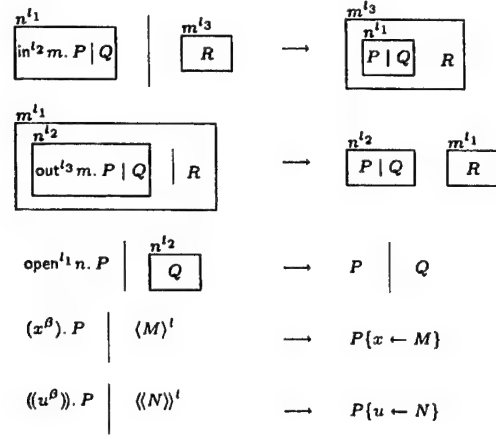 n^{l_1} m^{l_3} m^{l_3}
n^{l_1}
in^{l_2} m. P | Q | R → P | Q R
m^{l_1}
n^{l_2} n^{l_2} m^{l_1}
out^{l_3} m. P | Q | R → P | Q R
n^{l_2}
open^{l_1} n. P | Q → P | Q
(x^β). P | ⟨M⟩^l → P{x ← M}
⟪u^β⟫. P | ⟪N⟫^l → P{u ← N}